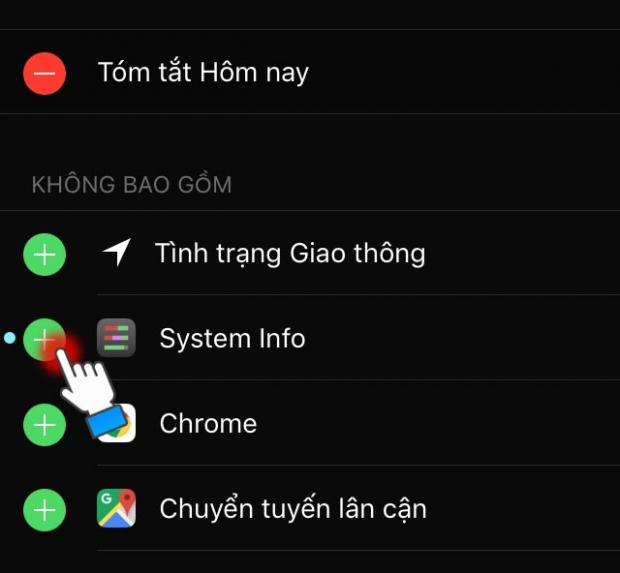 Tóm tắt Hôm nay
KHÔNG BAO GỒM
Tình trạng Giao thông
System Info
Chrome
Chuyển tuyến lân cận